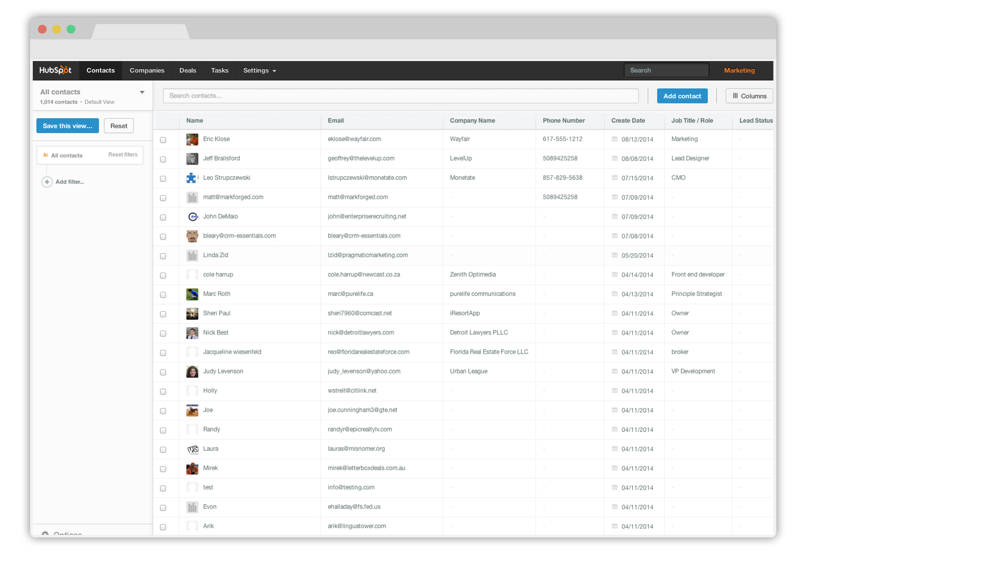 HubSpot Contacts Companies Deals Tasks Settings Search Marketing
All contacts
1,014 contacts • Default View
Search contacts... Add contact Columns
Save this view... Reset
All contacts Reset filters
Add filter...
Options
Name Email Company Name Phone Number Create Date Job Title / Role Lead Status
Eric Klose eklose@wayfair.com Wayfair 617-555-1212 08/12/2014 Marketing -
Jeff Brailsford geoffrey@thelevelup.com LevelUp 5089425258 08/08/2014 Lead Designer -
Leo Strupczewski lstrupczewski@monetate.com Monetate 857-829-5638 07/15/2014 CMO -
matt@markforged.com matt@markforged.com - 5089425258 07/09/2014 - -
John DeMaio john@enterpriserecruiting.net - - 07/09/2014 - -
bleary@crm-essentials.com bleary@crm-essentials.com - - 07/08/2014 - -
Linda Zid lzid@pragmaticmarketing.com - - 05/20/2014 - -
cole harrup cole.harrup@newcast.co.za Zenith Optimedia - 04/14/2014 Front end developer -
Marc Roth marc@purelife.ca purelife communications - 04/13/2014 Principle Strategist -
Sheri Paul sheri7960@comcast.net iResortApp - 04/11/2014 Owner -
Nick Best nick@detroitlawyers.com Detroit Lawyers PLLC - 04/11/2014 Owner -
Jacqueline wiesenfeld reo@floridarealestateforce.com Florida Real Estate Force LLC - 04/11/2014 broker -
Judy Levenson judy_levenson@yahoo.com Urban League - 04/11/2014 VP Development -
Holly wstreit@citlink.net - - 04/11/2014 - -
Joe joe.cunningham3@gte.net - - 04/11/2014 - -
Randy randyr@epicrealtylv.com - - 04/11/2014 - -
Laura lauras@misnomer.org - - 04/11/2014 - -
Mirek mirek@letterboxdeals.com.au - - 04/11/2014 - -
test info@testing.com - - 04/11/2014 - -
Evon ehalladay@fs.fed.us - - 04/11/2014 - -
Arik arik@linguatower.com - - 04/11/2014 - -